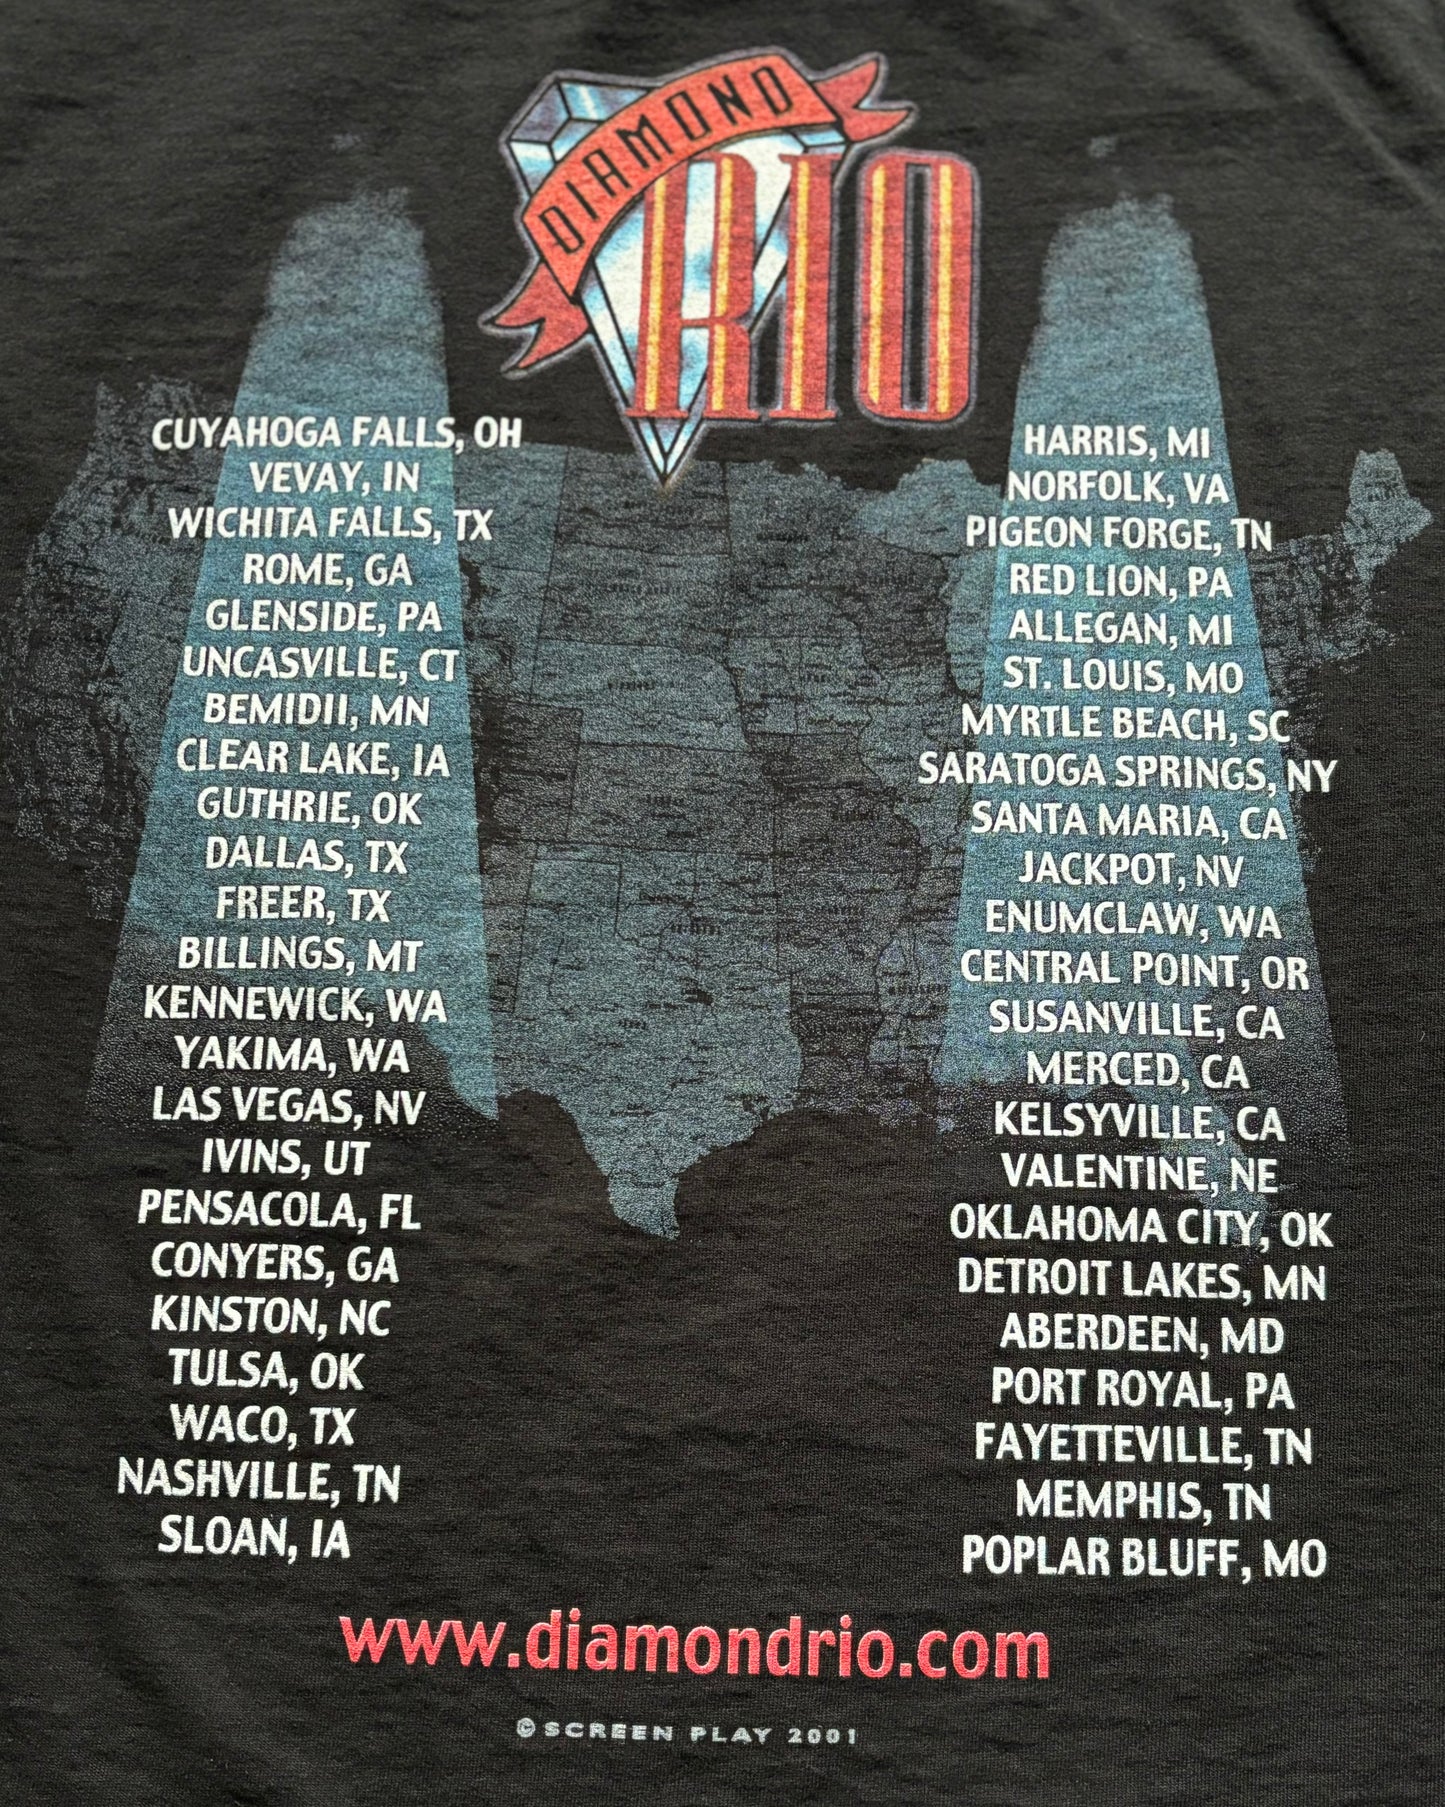 DIAMOND
RIO
CUYAHOGA FALLS, OH
VEVAY, IN
WICHITA FALLS, TX
ROME, GA
GLENSIDE, PA
UNCASVILLE, CT
BEMIDII, MN
CLEAR LAKE, IA
GUTHRIE, OK
DALLAS, TX
FREER, TX
BILLINGS, MT
KENNEWICK, WA
YAKIMA, WA
LAS VEGAS, NV
IVINS, UT
PENSACOLA, FL
CONYERS, GA
KINSTON, NC
TULSA, OK
WACO, TX
NASHVILLE, TN
SLOAN, IA
HARRIS, MI
NORFOLK, VA
PIGEON FORGE, TN
RED LION, PA
ALLEGAN, MI
ST. LOUIS, MO
MYRTLE BEACH, SC
SARATOGA SPRINGS, NY
SANTA MARIA, CA
JACKPOT, NV
ENUMCLAW, WA
CENTRAL POINT, OR
SUSANVILLE, CA
MERCED, CA
KELSYVILLE, CA
VALENTINE, NE
OKLAHOMA CITY, OK
DETROIT LAKES, MN
ABERDEEN, MD
PORT ROYAL, PA
FAYETTEVILLE, TN
MEMPHIS, TN
POPLAR BLUFF, MO
www.diamondrio.com
© SCREEN PLAY 2001